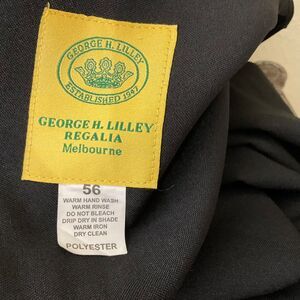 GEORGE H. LILLEY
ESTABLISHED 1947
GEORGE H. LILLEY
REGALIA
Melbourne
56
WARM HAND WASH
WARM RINSE
DO NOT BLEACH
DRIP DRY IN SHADE
WARM IRON
DRY CLEAN
POLYESTER